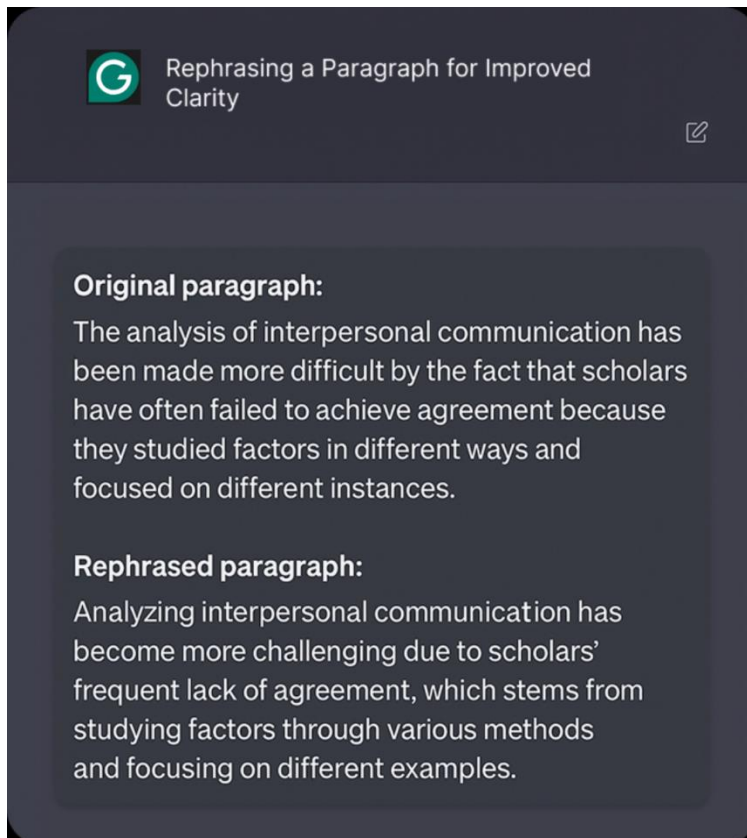 G
Rephrasing a Paragraph for Improved
Clarity
Original paragraph:
The analysis of interpersonal communication has
been made more difficult by the fact that scholars
have often failed to achieve agreement because
they studied factors in different ways and
focused on different instances.
Rephrased paragraph:
Analyzing interpersonal communication has
become more challenging due to scholars’
frequent lack of agreement, which stems from
studying factors through various methods
and focusing on different examples.